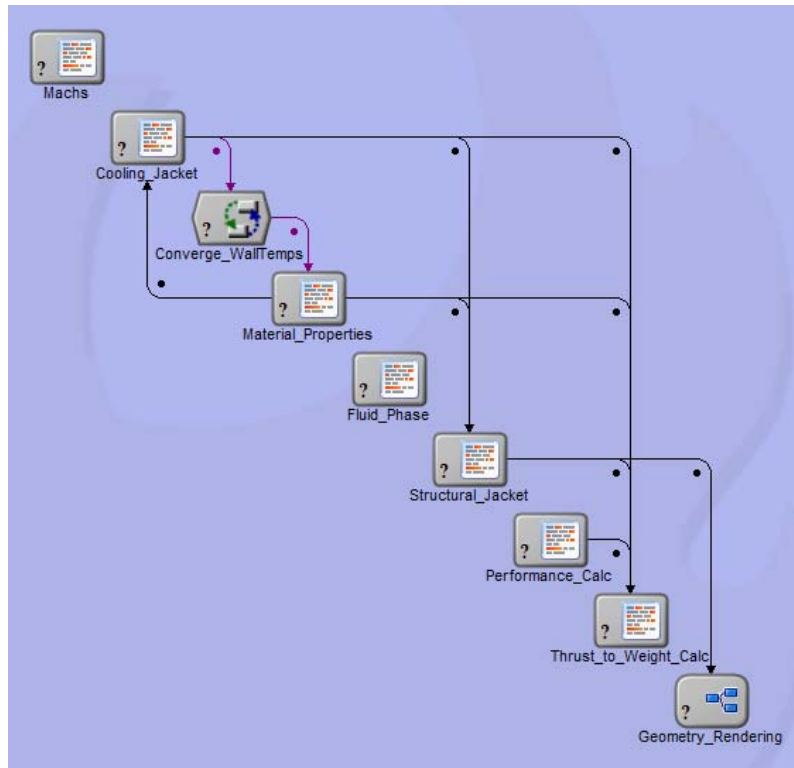 ?
Machs
?
Cooling_Jacket
?
Converge_WallTemps
?
Material_Properties
?
Fluid_Phase
?
Structural_Jacket
?
Performance_Calc
?
Thrust_to_Weight_Calc
?
Geometry_Rendering